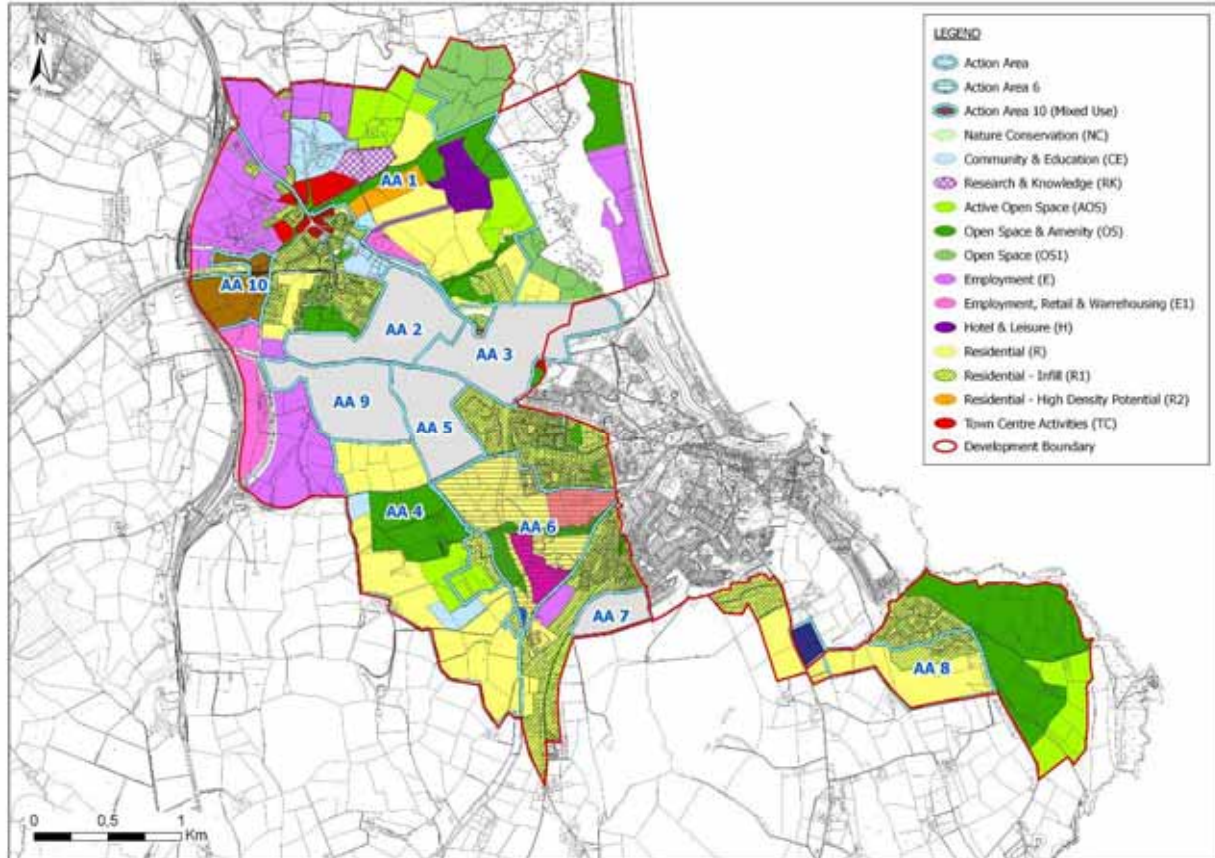 N
LEGEND
Action Area
Action Area 6
Action Area 10 (Mixed Use)
Nature Conservation (NC)
Community & Education (CE)
Research & Knowledge (RK)
Active Open Space (AOS)
Open Space & Amenity (OS)
Open Space (OS1)
Employment (E)
Employment, Retail & Warrehousing (E1)
Hotel & Leisure (H)
Residential (R)
Residential - Infill (R1)
Residential - High Density Potential (R2)
Town Centre Activities (TC)
Development Boundary
AA 1
AA 10
AA 2
AA 3
AA 9
AA 5
AA 4
AA 6
AA 7
AA 8
0 0,5 1
Km